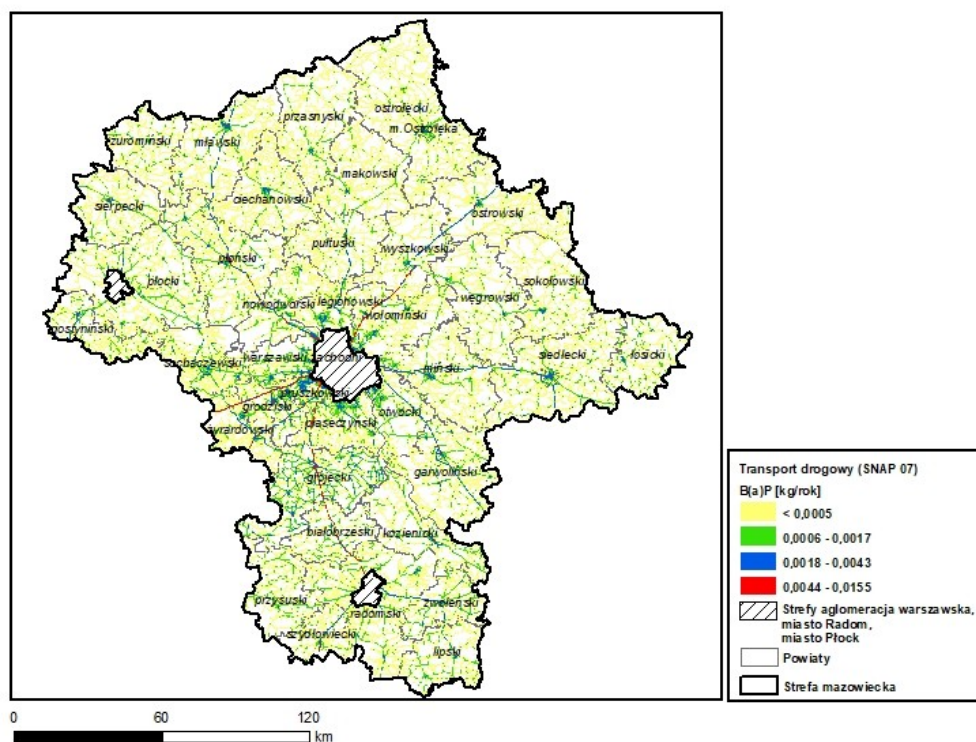 ostrołęcki
przasnyski
m.Ostrołęka
żuromiński
mławski
makowski
ciechanowski
sierpecki
ostrowski
pułtuski
wyszkowski
płoński
sokołowski
płocki
węgrowski
legionowski
nowodworski
wołomiński
gostyniński
sochaczewski
warszawski zachodni
siedlecki
łosicki
miński
pruszkowski
grodziski
otwocki
żyrardowski
piaseczyński
garwoliński
grójecki
białobrzeski
kozienicki
przysuski
zwoleński
radomski
szydłowiecki
lipski
Transport drogowy (SNAP 07)
B(a)P [kg/rok]
< 0,0005
0,0006 - 0,0017
0,0018 - 0,0043
0,0044 - 0,0155
Strefy aglomeracja warszawska,
miasto Radom,
miasto Płock
Powiaty
Strefa mazowiecka
0 60 120
km